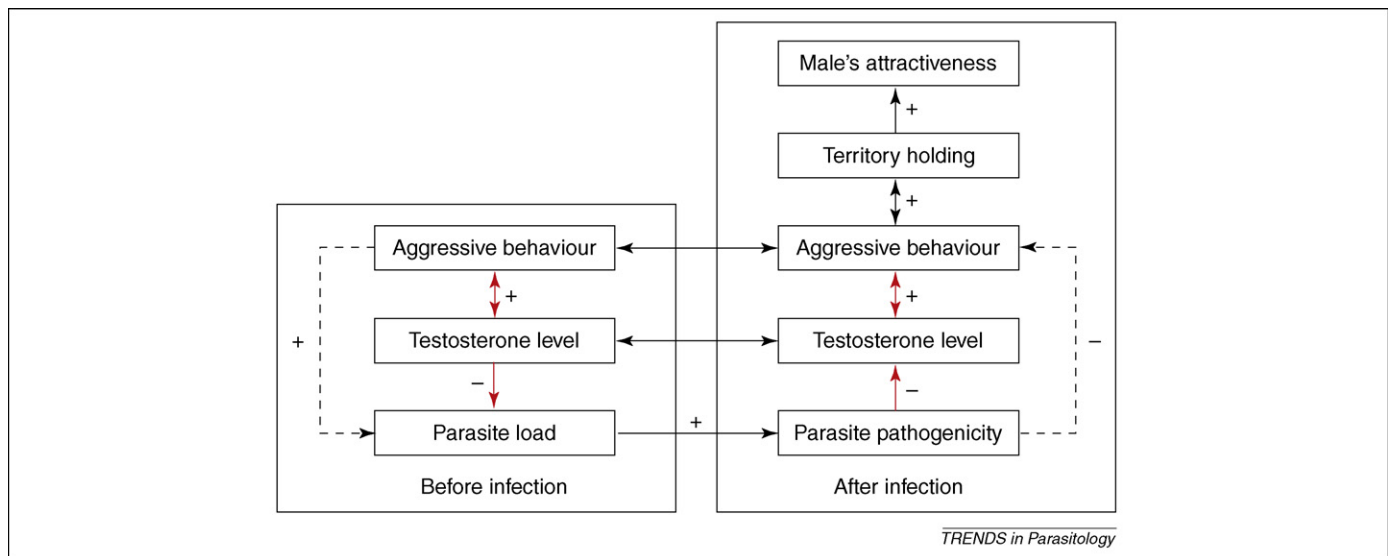 Male's attractiveness
+
Territory holding
+
Aggressive behaviour
Aggressive behaviour
+
+
+
Testosterone level
Testosterone level
–
–
–
+
Parasite load
Parasite pathogenicity
Before infection
After infection
TRENDS in Parasitology